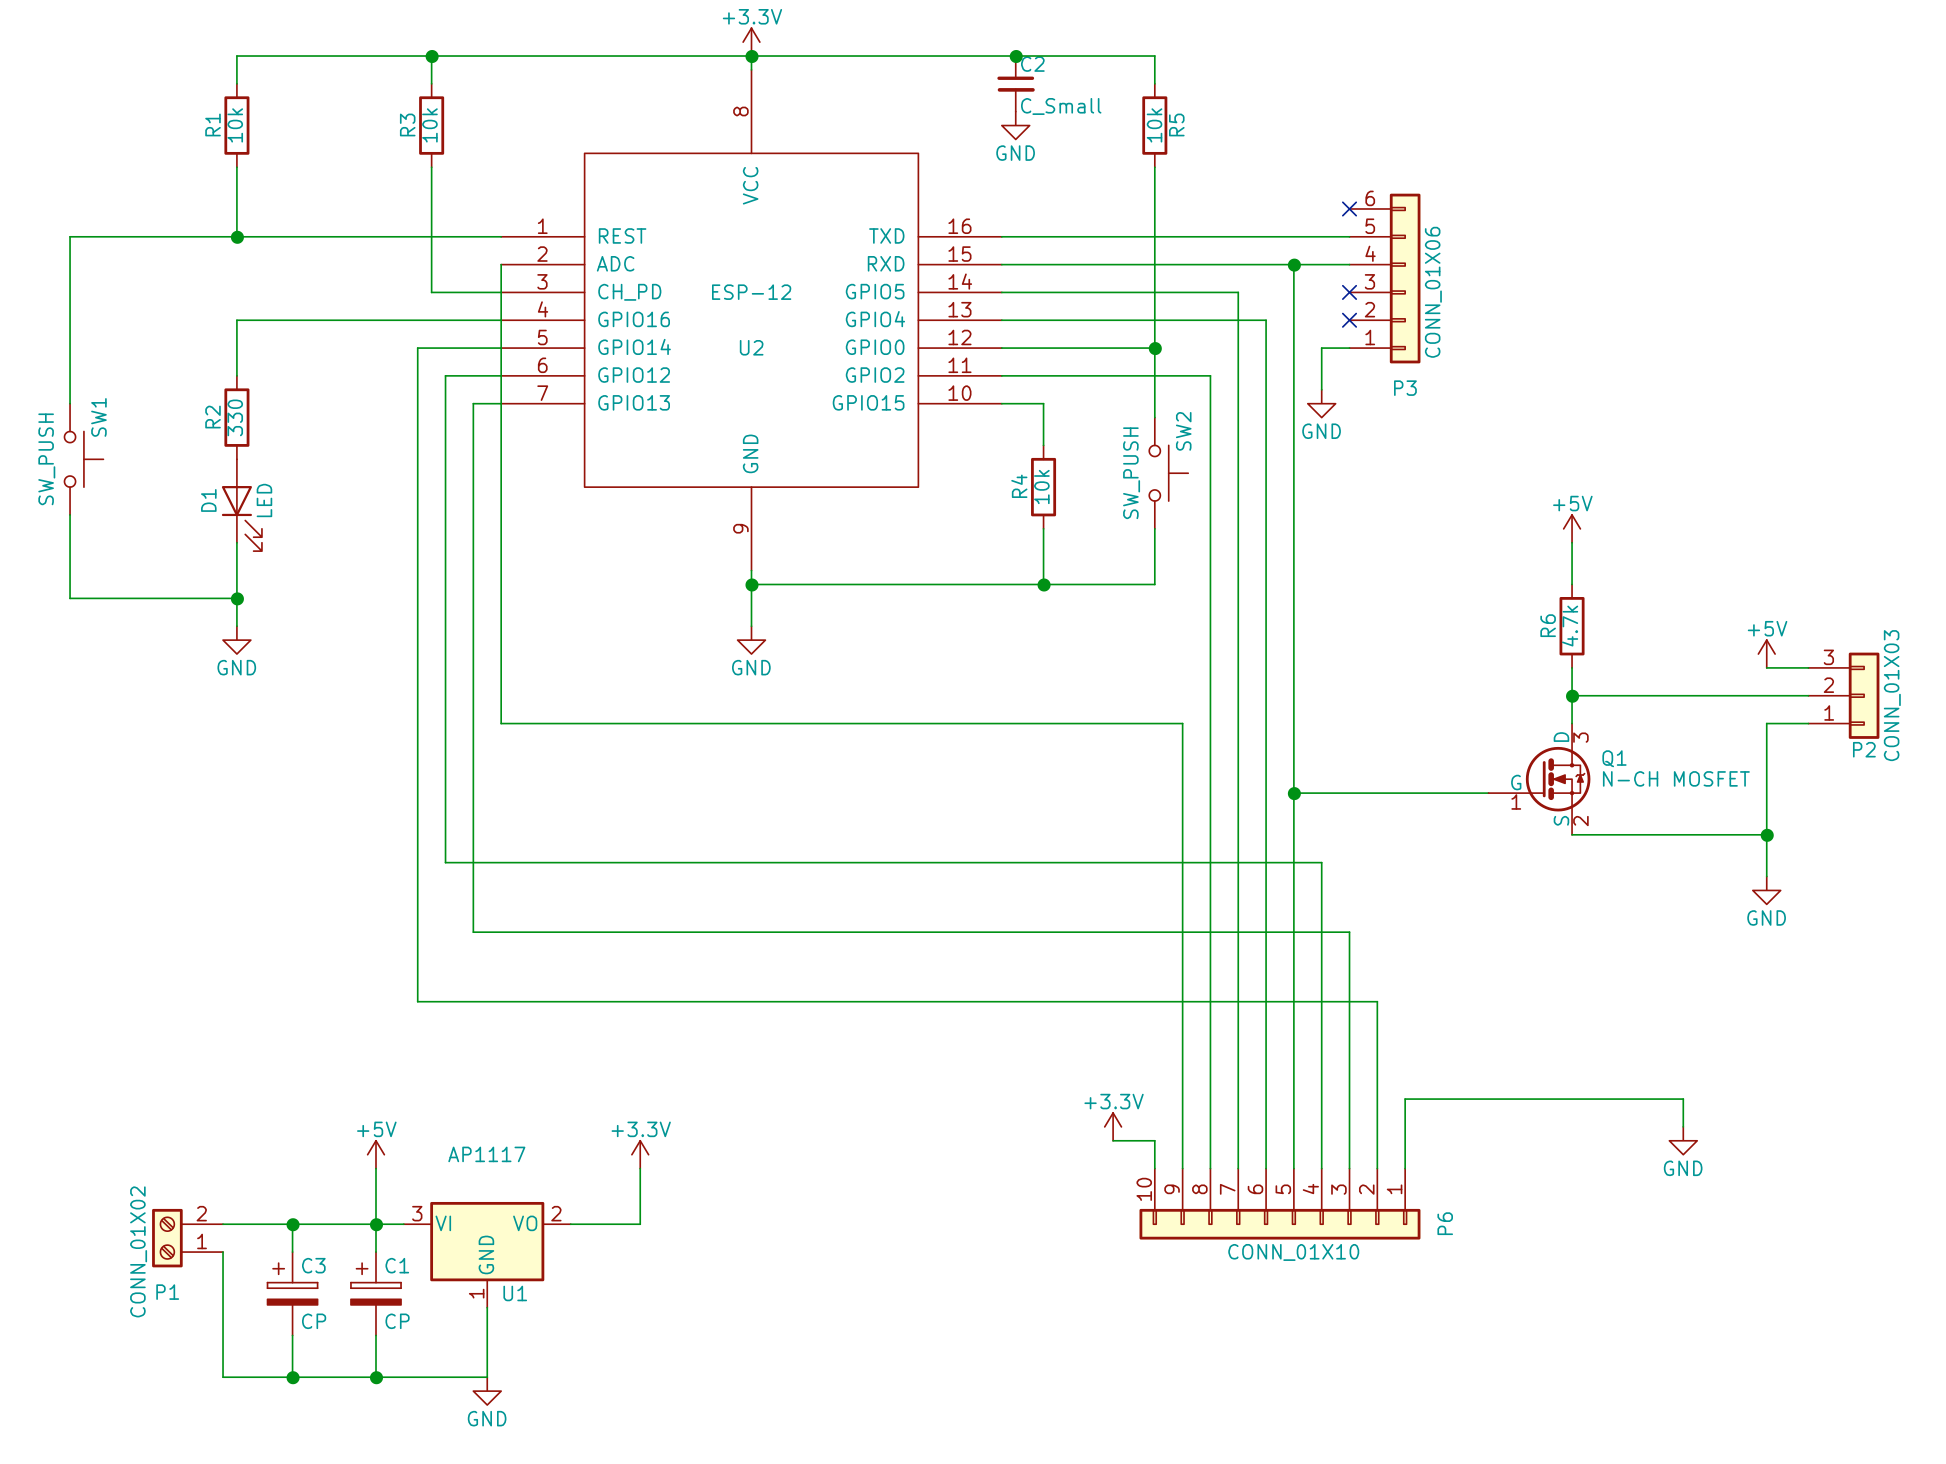 +3.3V
C2
C_Small
GND
R1
10k
R3
10k
8
10k
R5
VCC
1
REST
TXD
16
2
ADC
RXD
15
3
CH_PD
ESP-12
GPIO5
14
4
GPIO16
GPIO4
13
5
GPIO14
U2
GPIO0
12
6
GPIO12
GPIO2
11
7
GPIO13
GPIO15
10
GND
9
6
5
4
3
2
1
CONN_01X06
P3
GND
SW_PUSH
SW1
R2
330
D1
LED
GND
GND
R4
10k
SW_PUSH
SW2
+5V
R6
4.7k
+5V
3
2
1
CONN_01X03
P2
D
3
Q1
N-CH MOSFET
G
1
S
2
GND
+5V
AP1117
+3.3V
CONN_01X02
2
1
P1
3
VI
VO
2
GND
1
U1
+
C3
CP
+
C1
CP
GND
+3.3V
GND
10
9
8
7
6
5
4
3
2
1
P6
CONN_01X10